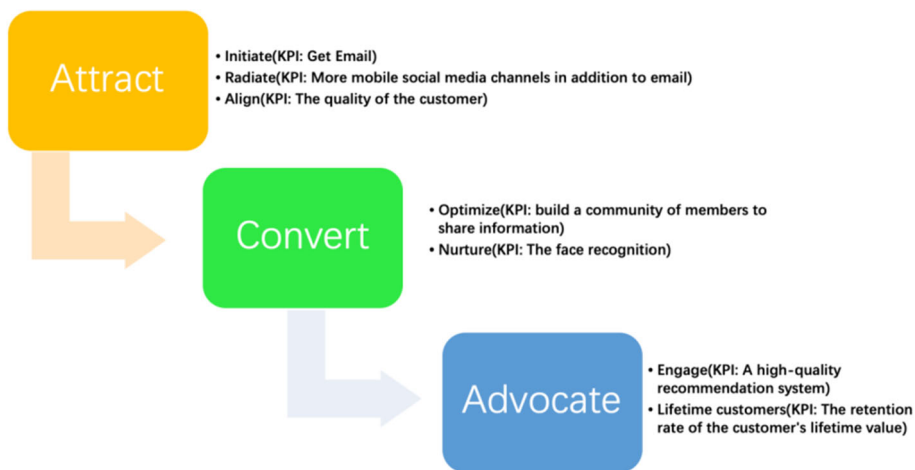 Attract
• Initiate(KPI: Get Email)
• Radiate(KPI: More mobile social media channels in addition to email)
• Align(KPI: The quality of the customer)
Convert
• Optimize(KPI: build a community of members to
share information)
• Nurture(KPI: The face recognition)
Advocate
• Engage(KPI: A high-quality
recommendation system)
• Lifetime customers(KPI: The retention
rate of the customer's lifetime value)